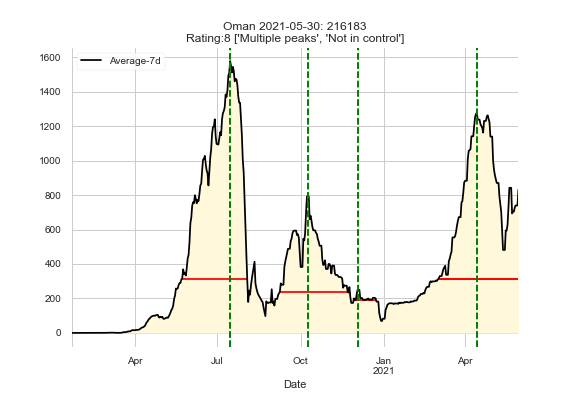 Oman 2021-05-30: 216183
Rating:8 ['Multiple peaks', 'Not in control']
Average-7d
1600
1400
1200
1000
800
600
400
200
0
Apr
Jul
Oct
Jan
2021
Apr
Date